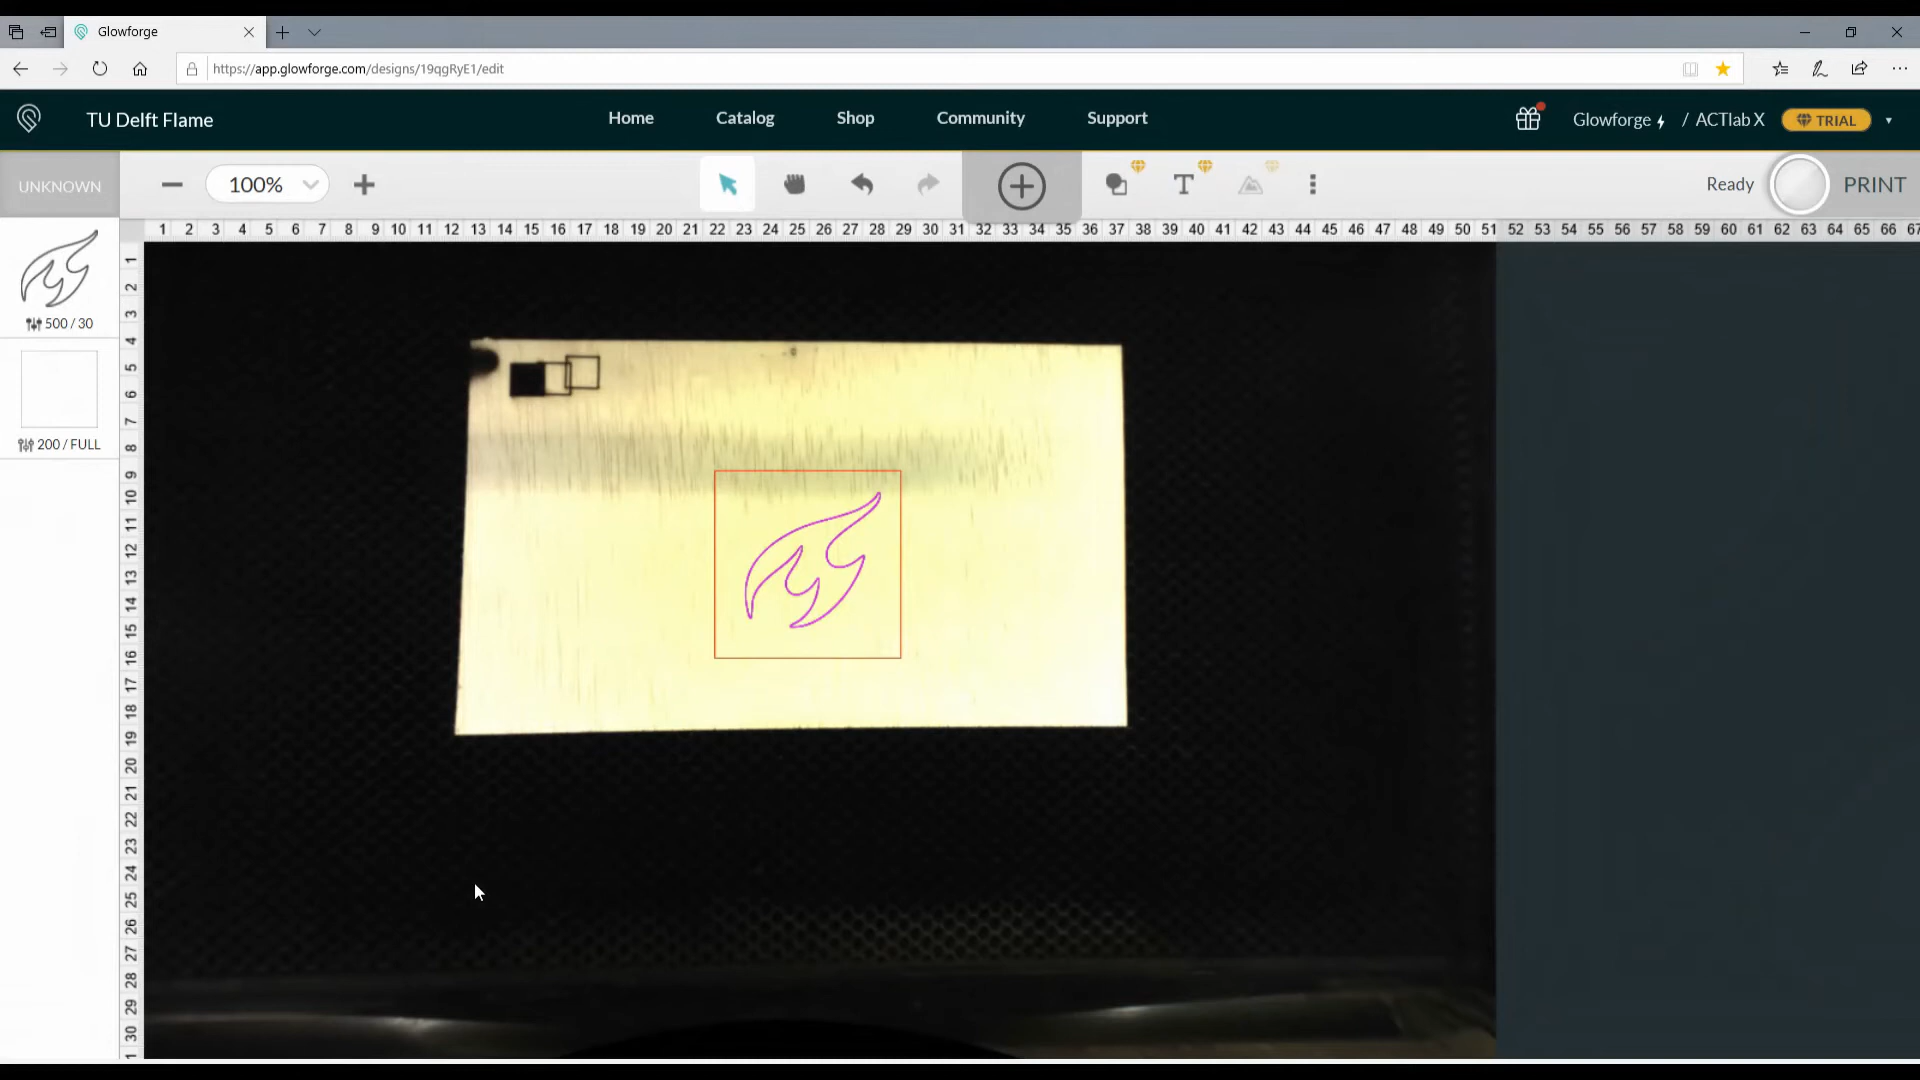 Glowforge
https://app.glowforge.com/designs/19qgRyE1/edit
TU Delft Flame
Home Catalog Shop Community Support
Glowforge / ACTlab X TRIAL
UNKNOWN
100%
T
Ready PRINT
1 2 3 4 5 6 7 8 9 10 11 12 13 14 15 16 17 18 19 20 21 22 23 24 25 26 27 28 29 30 31 32 33 34 35 36 37 38 39 40 41 42 43 44 45 46 47 48 49 50 51 52 53 54 55 56 57 58 59 60 61 62 63 64 65 66 67
500 / 30
200 / FULL
1
2
3
4
5
6
7
8
9
10
11
12
13
14
15
16
17
18
19
20
21
22
23
24
25
26
27
28
29
30